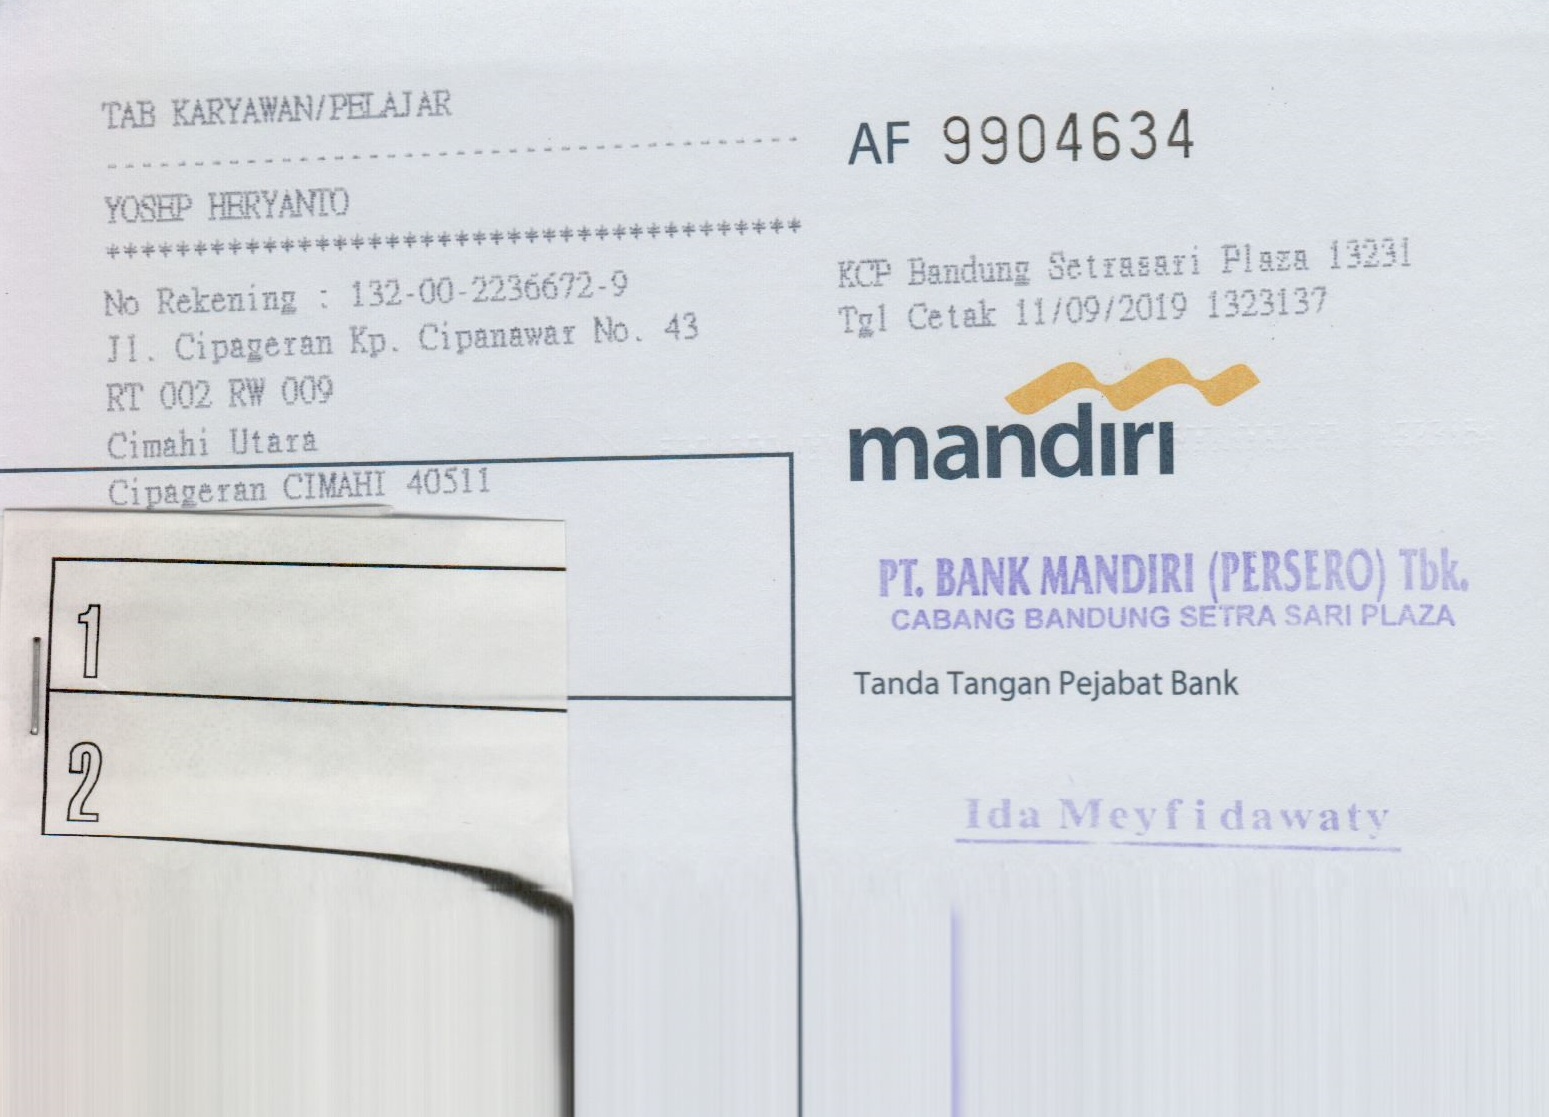 TAB KARYAWAN/PELAJAR
----------------------------------------
YOSEP HERYANTO
****************************************
No Rekening : 132-00-2236672-9
Jl. Cipageran Kp. Cipanawar No. 43
RT 002 RW 009
Cimahi Utara
Cipageran CIMAHI 40511
1
2
AF 9904634
KCP Bandung Setrasari Plaza 13231
Tgl Cetak 11/09/2019 1323137
mandiri
PT. BANK MANDIRI (PERSERO) Tbk.
CABANG BANDUNG SETRA SARI PLAZA
Tanda Tangan Pejabat Bank
Ida Meyfidawaty